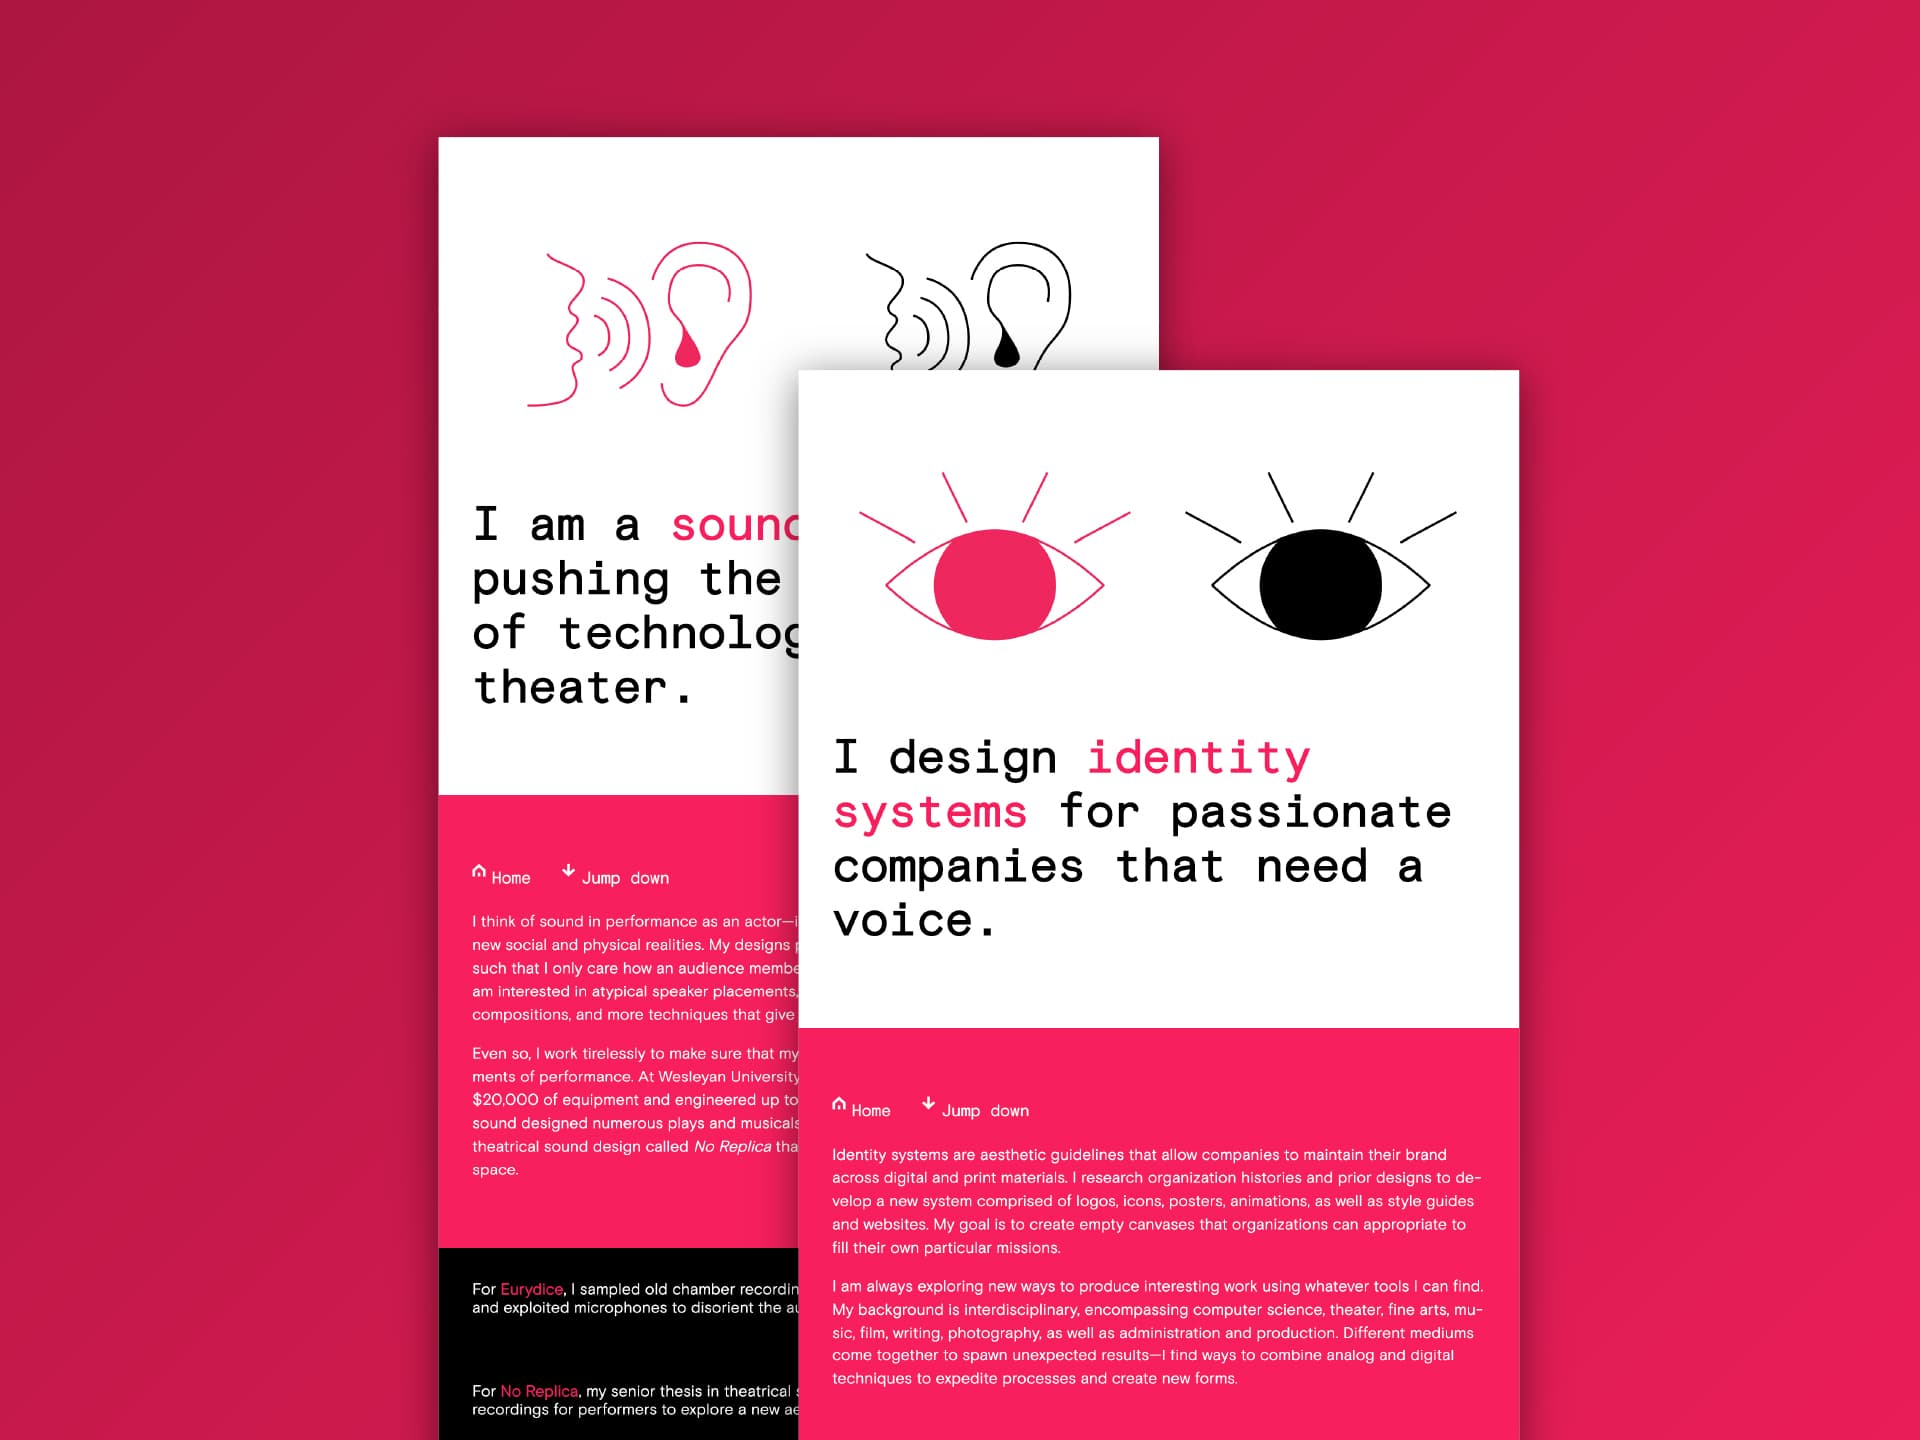 I am a
pushing the
of
theater.
Home Jump down
I think of sound in performance as an actor—
new social and physical realities. My designs
such that I only care how an audience
am interested in atypical speaker placements,
compositions, and more techniques that give
Even so, I work tirelessly to make sure that my
ments of performance. At Wesleyan University
$20,000 of equipment and engineered up to
sound designed numerous plays and musicals
theatrical sound design called No Replica
space.
For Eurydice, I sampled old chamber
and exploited microphones to disorient the
For No Replica, my senior thesis in theatrical
recordings for performers to explore a new
I design identity
systems for passionate
companies that need a
voice.
Home Jump down
Identity systems are aesthetic guidelines that allow companies to maintain their brand
across digital and print materials. I research organization histories and prior designs to de-
velop a new system comprised of logos, icons, posters, animations, as well as style guides
and websites. My goal is to create empty canvases that organizations can appropriate to
fill their own particular missions.
I am always exploring new ways to produce interesting work using whatever tools I can find.
My background is interdisciplinary, encompassing computer science, theater, fine arts, mu-
sic, film, writing, photography, as well as administration and production. Different mediums
come together to spawn unexpected results—I find ways to combine analog and digital
techniques to expedite processes and create new forms.